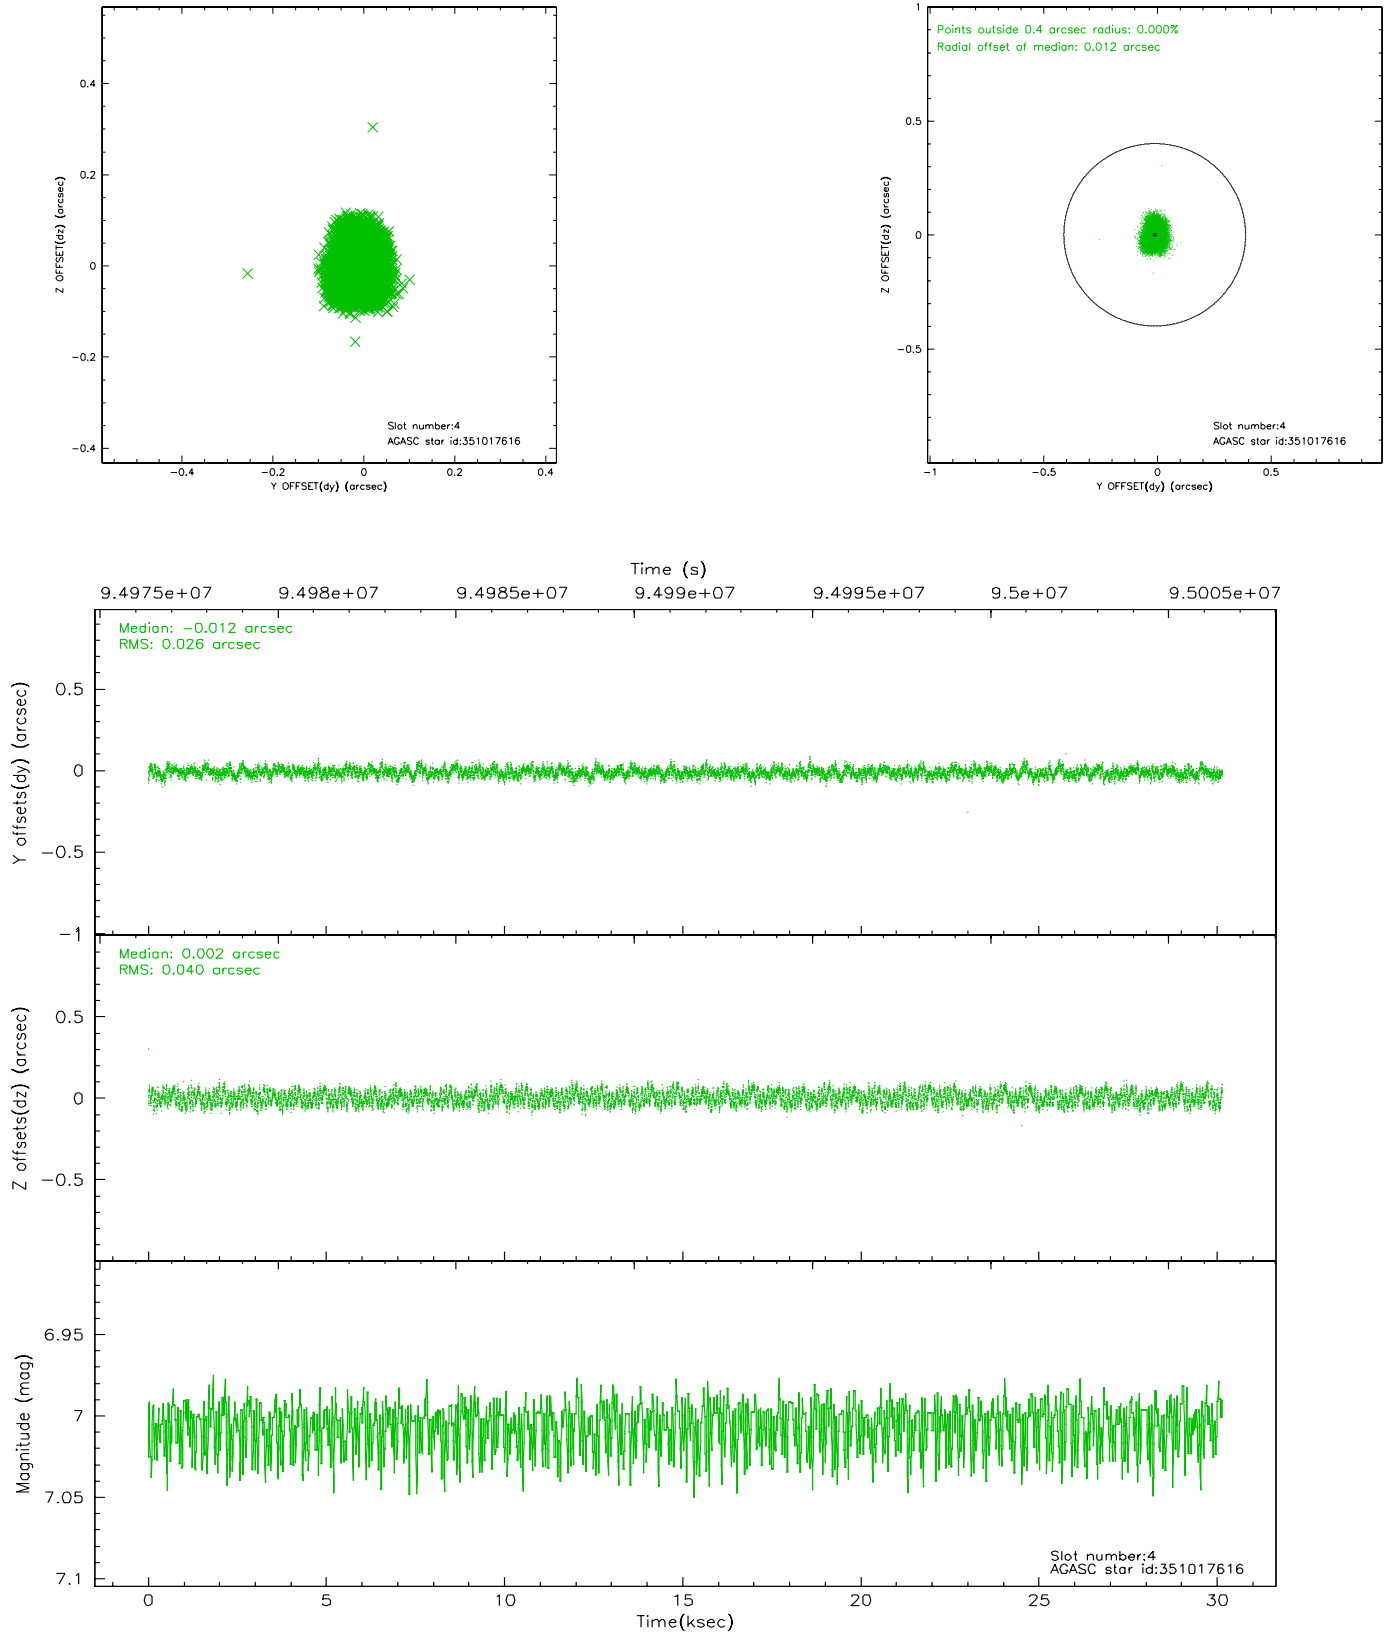 0.4
0.2
0
−0.2
−0.4
Z OFFSET(dz) (arcsec)
−0.4 −0.2 0 0.2 0.4
Y OFFSET(dy) (arcsec)
Slot number:4
AGASC star id:351017616
Points outside 0.4 arcsec radius: 0.000%
Radial offset of median: 0.012 arcsec
1
0.5
0
−0.5
Z OFFSET(dz) (arcsec)
−1 −0.5 0 0.5
Y OFFSET(dy) (arcsec)
Slot number:4
AGASC star id:351017616
Time (s)
9.4975e+07 9.498e+07 9.4985e+07 9.499e+07 9.4995e+07 9.5e+07 9.5005e+07
Median: −0.012 arcsec
RMS: 0.026 arcsec
0.5
0
−0.5
−1
Y offsets(dy) (arcsec)
Median: 0.002 arcsec
RMS: 0.040 arcsec
0.5
0
−0.5
Z offsets(dz) (arcsec)
6.95
7
7.05
7.1
Magnitude (mag)
Slot number:4
AGASC star id:351017616
0 5 10 15 20 25 30
Time(ksec)